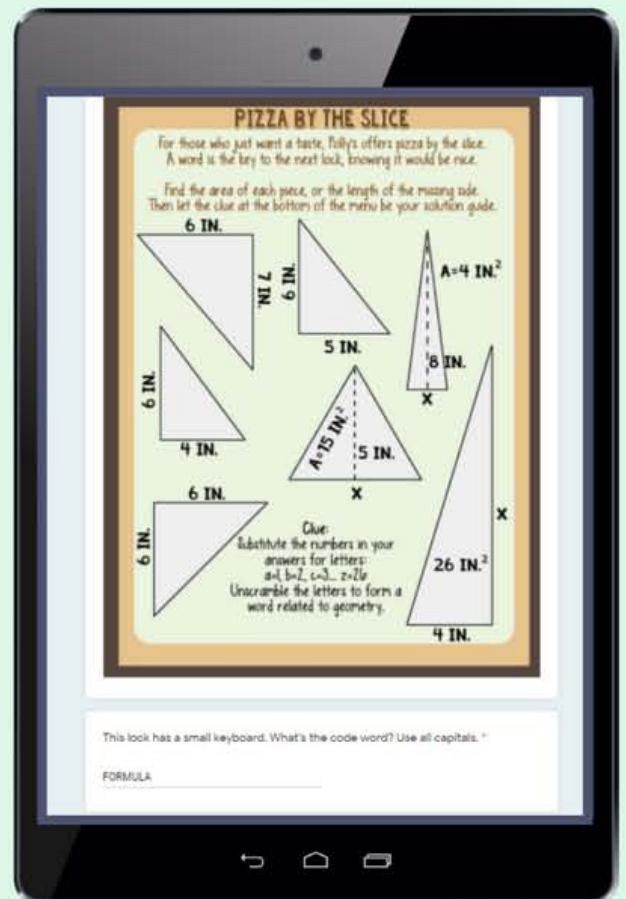 PIZZA BY THE SLICE
For those who just want a taste, Polly's offers pizza by the slice.
A word is the key to the next lock, knowing it would be nice.
Find the area of each piece, or the length of the missing side.
Then let the clue at the bottom of the menu be your solution guide.
6 IN.
7 IN.
6 IN.
5 IN.
A=4 IN.²
8 IN.
x
6 IN.
4 IN.
A=15 IN.²
5 IN.
x
x
26 IN.²
4 IN.
6 IN.
6 IN.
Clue:
Substitute the numbers in your
answers for letters:
a=1, b=2, c=3... z=26
Unscramble the letters to form a
word related to geometry.
This lock has a small keyboard. What's the code word? Use all capitals. *
FORMULA